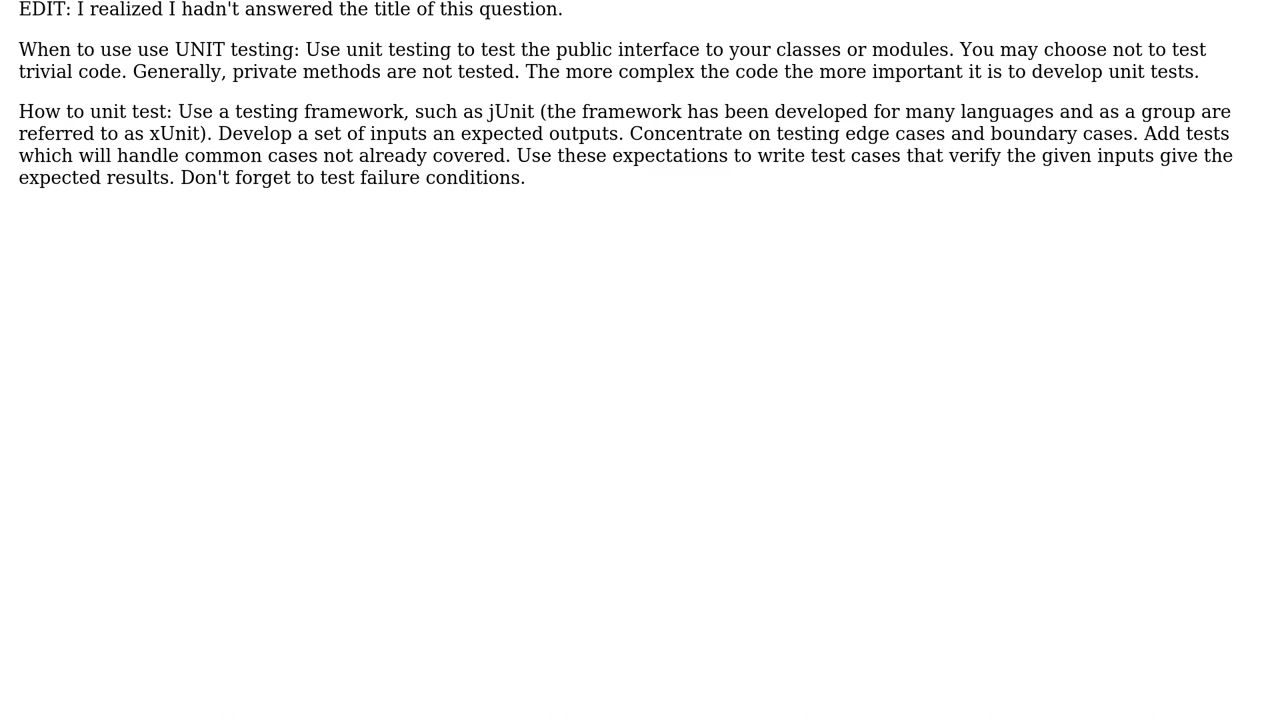 EDIT: I realized I hadn't answered the title of this question.
When to use use UNIT testing: Use unit testing to test the public interface to your classes or modules. You may choose not to test
trivial code. Generally, private methods are not tested. The more complex the code the more important it is to develop unit tests.
How to unit test: Use a testing framework, such as jUnit (the framework has been developed for many languages and as a group are
referred to as xUnit). Develop a set of inputs an expected outputs. Concentrate on testing edge cases and boundary cases. Add tests
which will handle common cases not already covered. Use these expectations to write test cases that verify the given inputs give the
expected results. Don't forget to test failure conditions.